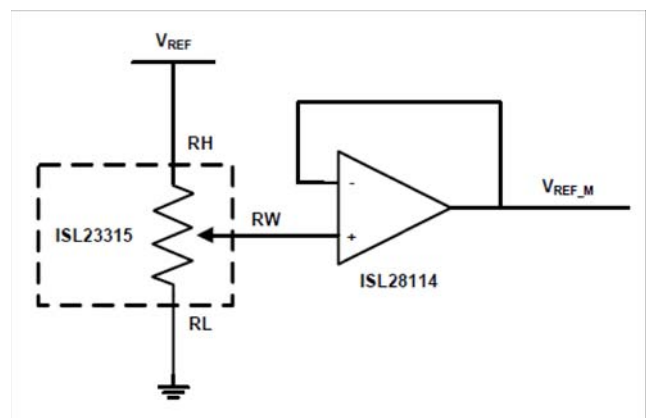 VREF
RH
ISL23315
RW
-
+
VREF_M
ISL28114
RL